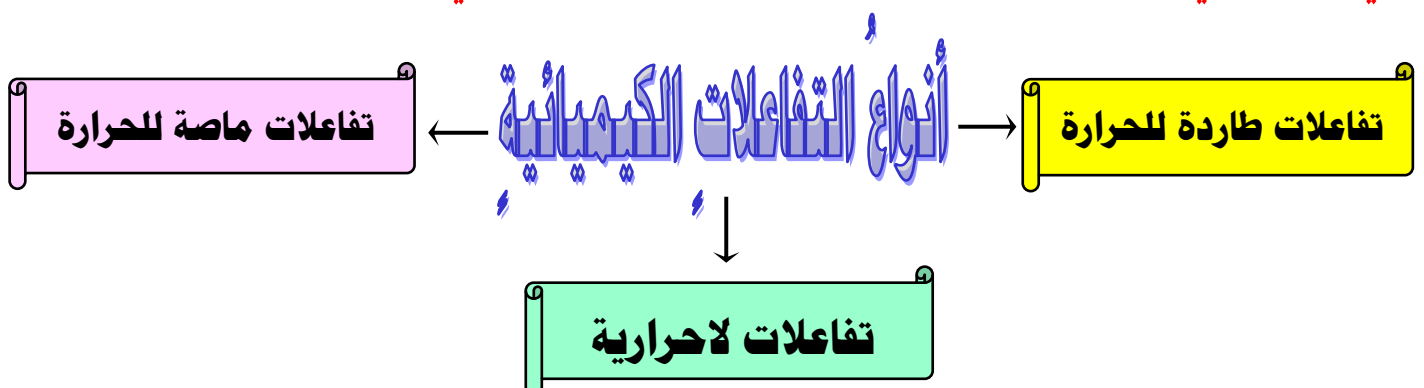 أنواعُ التفاعلاتِ الكيميائيةِ
تفاعلات طاردة للحرارة
تفاعلات ماصة للحرارة
تفاعلات لاحرارية